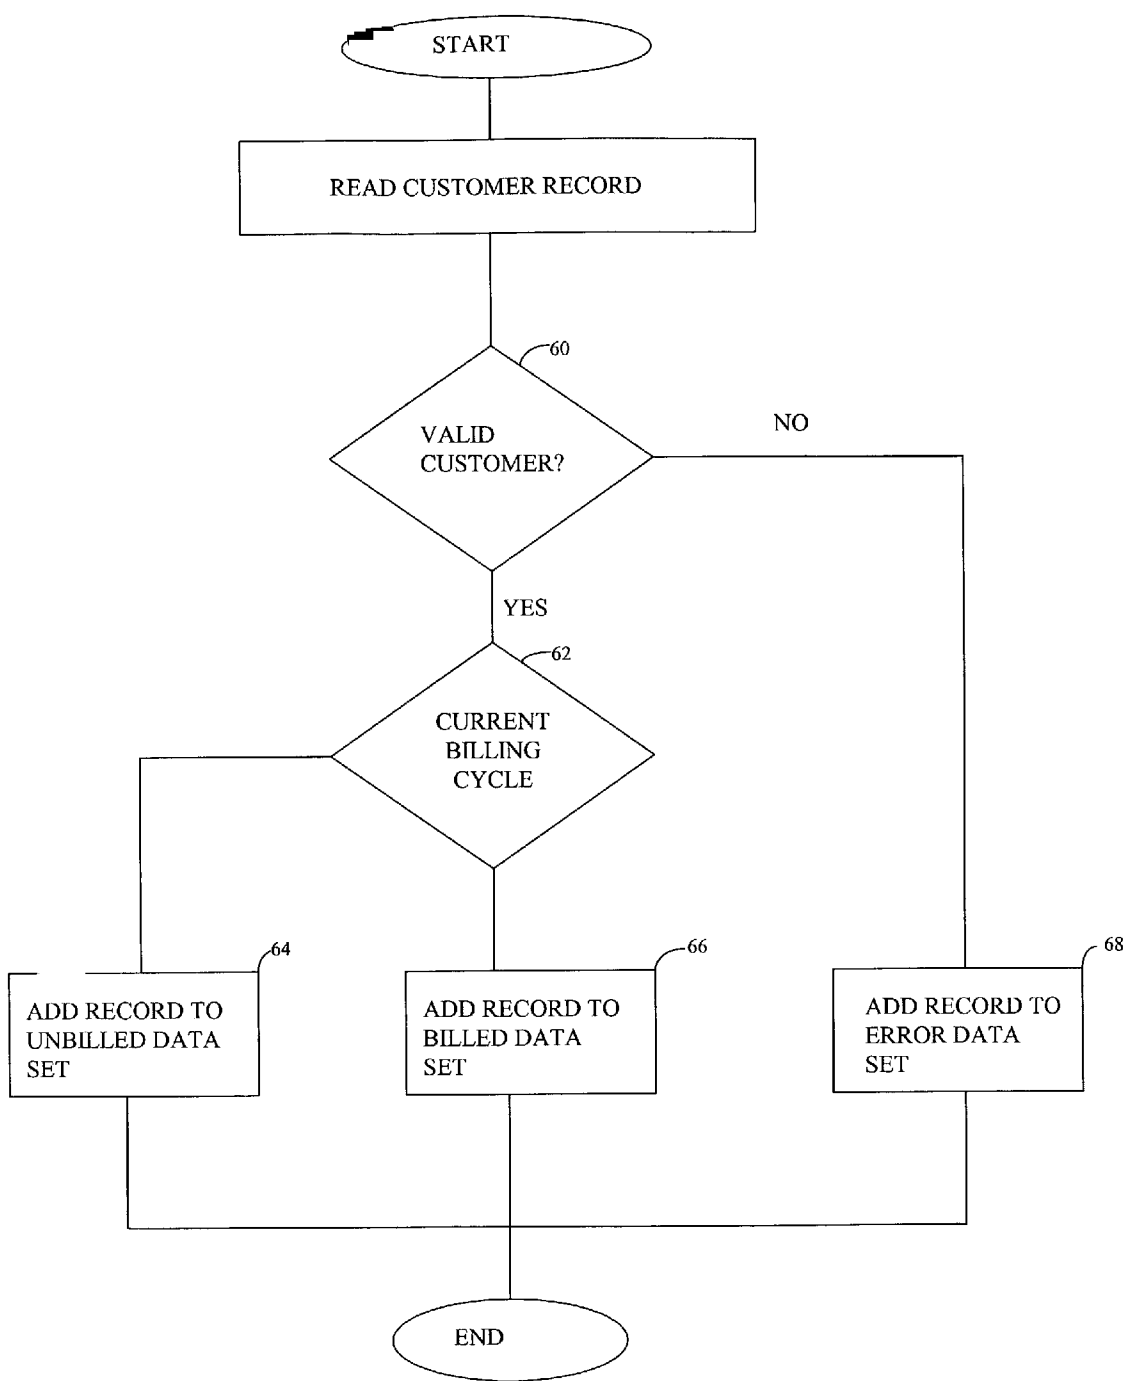 START
READ CUSTOMER RECORD
60
VALID
CUSTOMER?
NO
YES
62
CURRENT
BILLING
CYCLE
64
66
68
ADD RECORD TO
UNBILLED DATA
SET
ADD RECORD TO
BILLED DATA
SET
ADD RECORD TO
ERROR DATA
SET
END